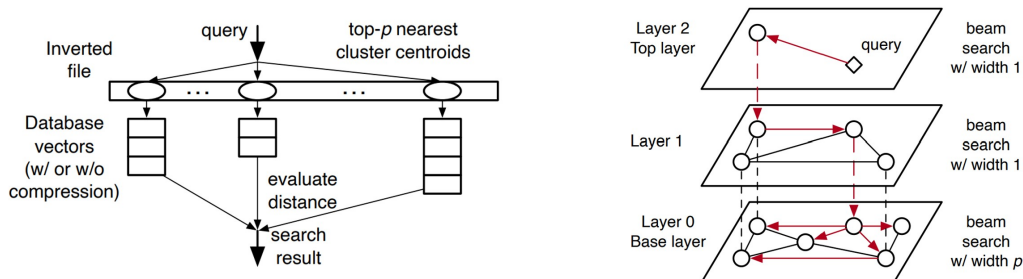 query
top-p nearest
cluster centroids
Inverted
file
...
...
Database
vectors
(w/ or w/o
compression)
evaluate
distance
search
result
Layer 2
Top layer
query
beam
search
w/ width 1
Layer 1
beam
search
w/ width 1
Layer 0
Base layer
beam
search
w/ width p